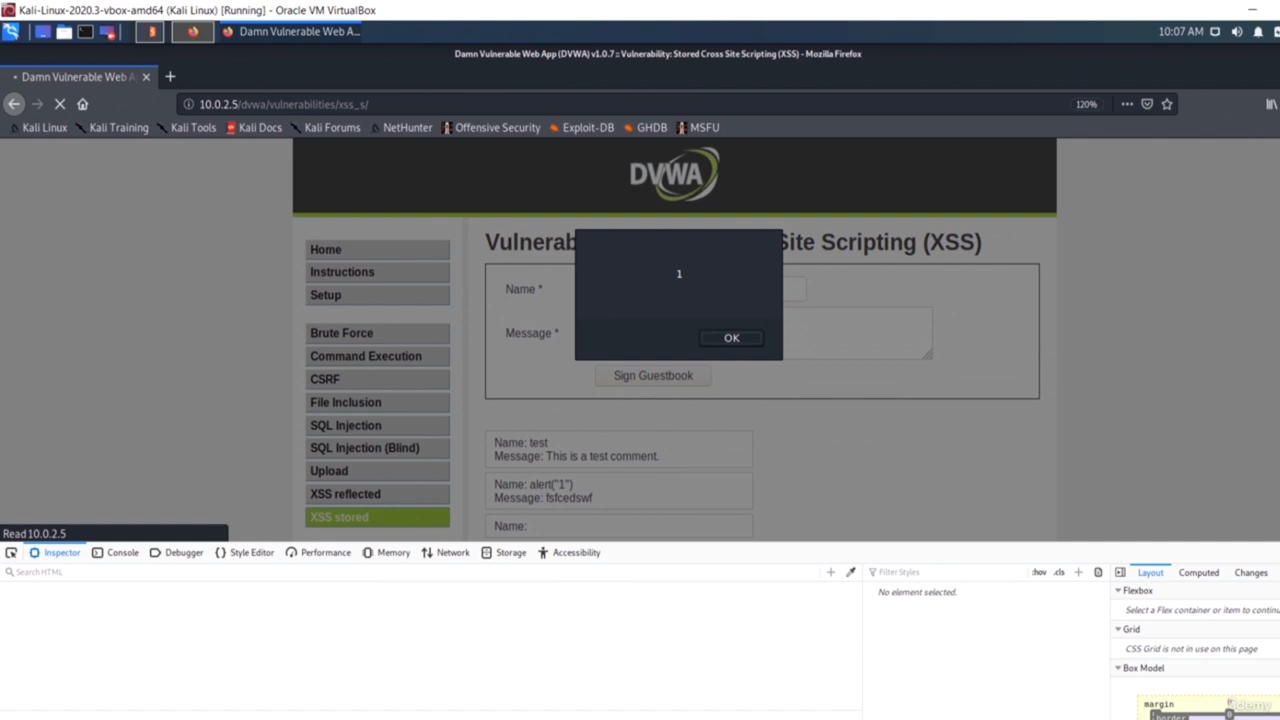 Kali-Linux-2020.3-vbox-amd64 (Kali Linux) [Running] - Oracle VM VirtualBox
Damn Vulnerable Web A...
10:07 AM
Damn Vulnerable Web App (DVWA) v1.0.7 :: Vulnerability: Stored Cross Site Scripting (XSS) - Mozilla Firefox
Damn Vulnerable Web A
10.0.2.5/dvwa/vulnerabilities/xss_s/
120%
Kali Linux Kali Training Kali Tools Kali Docs Kali Forums NetHunter Offensive Security Exploit-DB GHDB MSFU
DVWA
Home
Instructions
Setup
Brute Force
Command Execution
CSRF
File Inclusion
SQL Injection
SQL Injection (Blind)
Upload
XSS reflected
XSS stored
Vulnerab
Site Scripting (XSS)
Name *
Message *
1
OK
Sign Guestbook
Name: test
Message: This is a test comment.
Name: alert("1")
Message: fsfcedswf
Name:
Read 10.0.2.5
Inspector Console Debugger Style Editor Performance Memory Network Storage Accessibility
Search HTML
Filter Styles
:hov .cls
Layout Computed Changes
No element selected.
Flexbox
Select a Flex container or item to continu
Grid
CSS Grid is not in use on this page
Box Model
margin
border
0
udemy